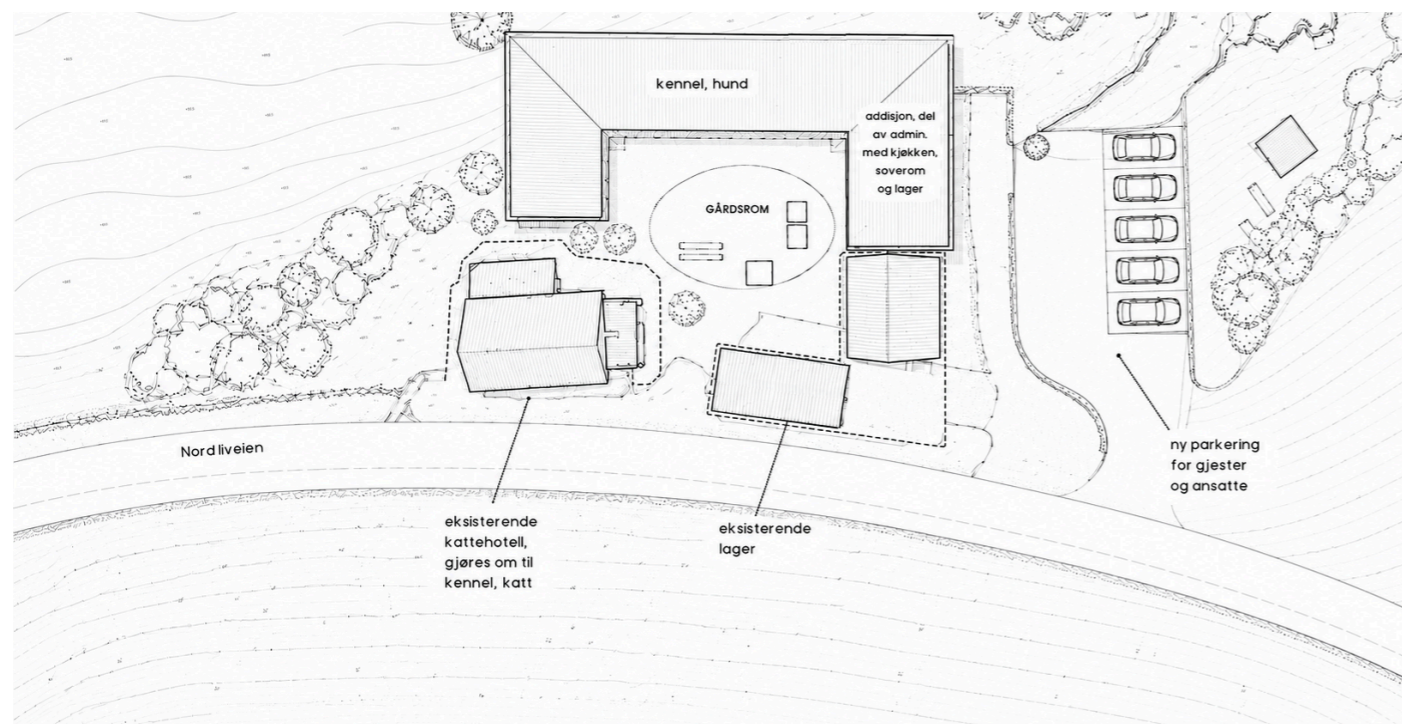 kennel, hund
addisjon, del
av admin.
med kjøkken,
soverom
og lager
GÅRDSROM
Nordliveien
eksisterende
kattehotell,
gjøres om til
kennel, katt
eksisterende
lager
ny parkering
for gjester
og ansatte